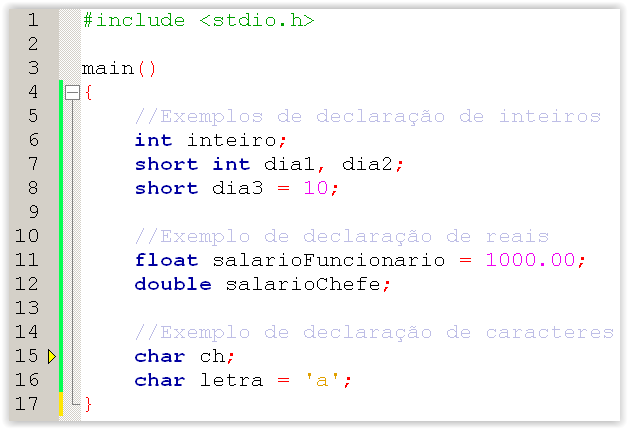 1 #include <stdio.h>
2
3 main()
4 {
5 //Exemplos de declaração de inteiros
6 int inteiro;
7 short int dia1, dia2;
8 short dia3 = 10;
9
10 //Exemplo de declaração de reais
11 float salarioFuncionario = 1000.00;
12 double salarioChefe;
13
14 //Exemplo de declaração de caracteres
15 char ch;
16 char letra = 'a';
17 }